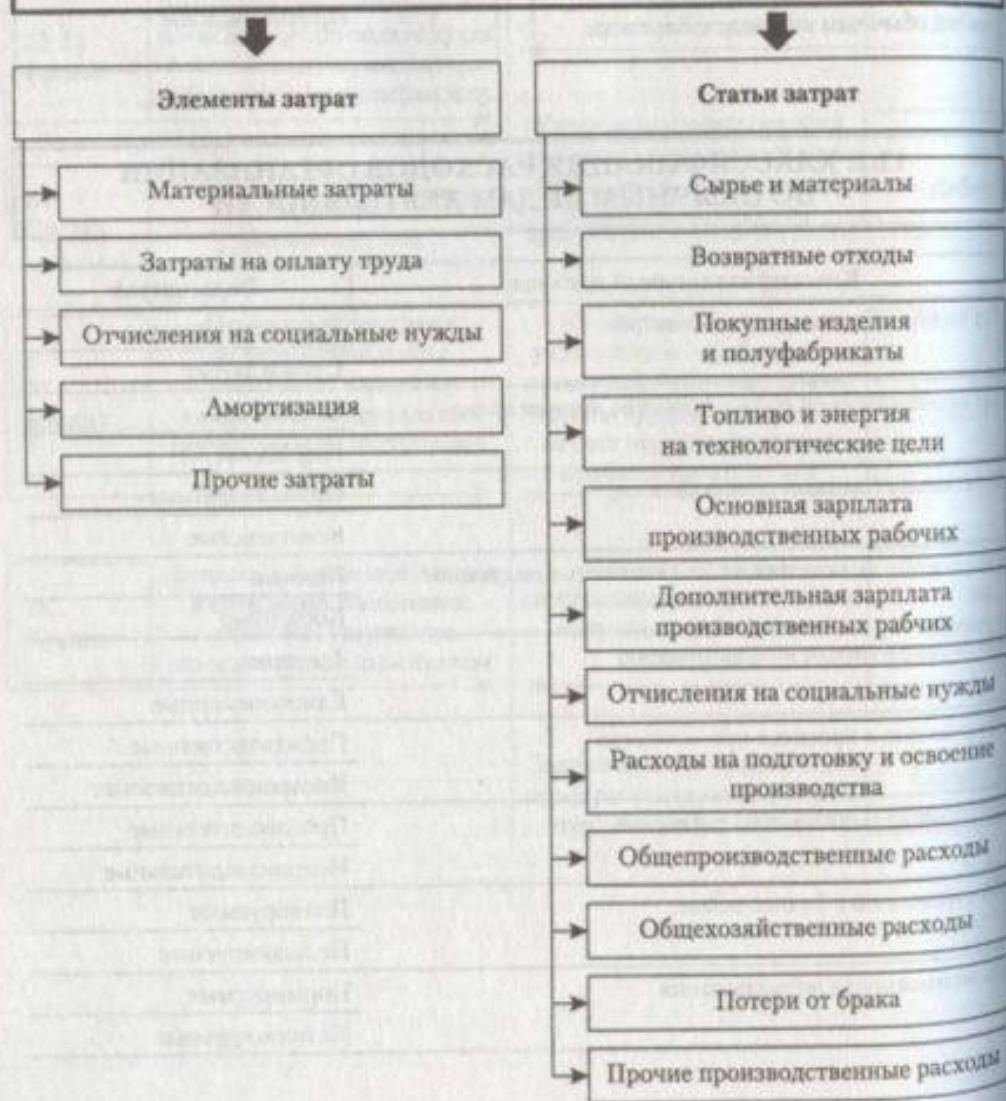 Элементы затрат
Материальные затраты
Затраты на оплату труда
Отчисления на социальные нужды
Амортизация
Прочие затраты
Статьи затрат
Сырье и материалы
Возвратные отходы
Покупные изделия
и полуфабрикаты
Топливо и энергия
на технологические цели
Основная зарплата
производственных рабочих
Дополнительная зарплата
производственных рабчих
Отчисления на социальные нужды
Расходы на подготовку и освоение
производства
Общепроизводственные расходы
Общехозяйственные расходы
Потери от брака
Прочие производственные расходы